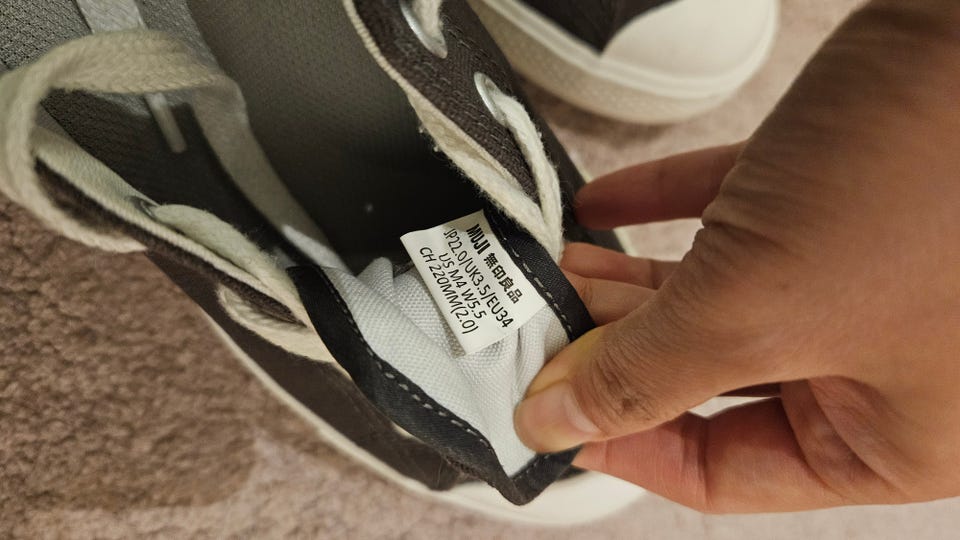 MUJI 無印良品
JP22.0/UK3.5/EU34
US M4 W5.5
CH 220MM(2.0)